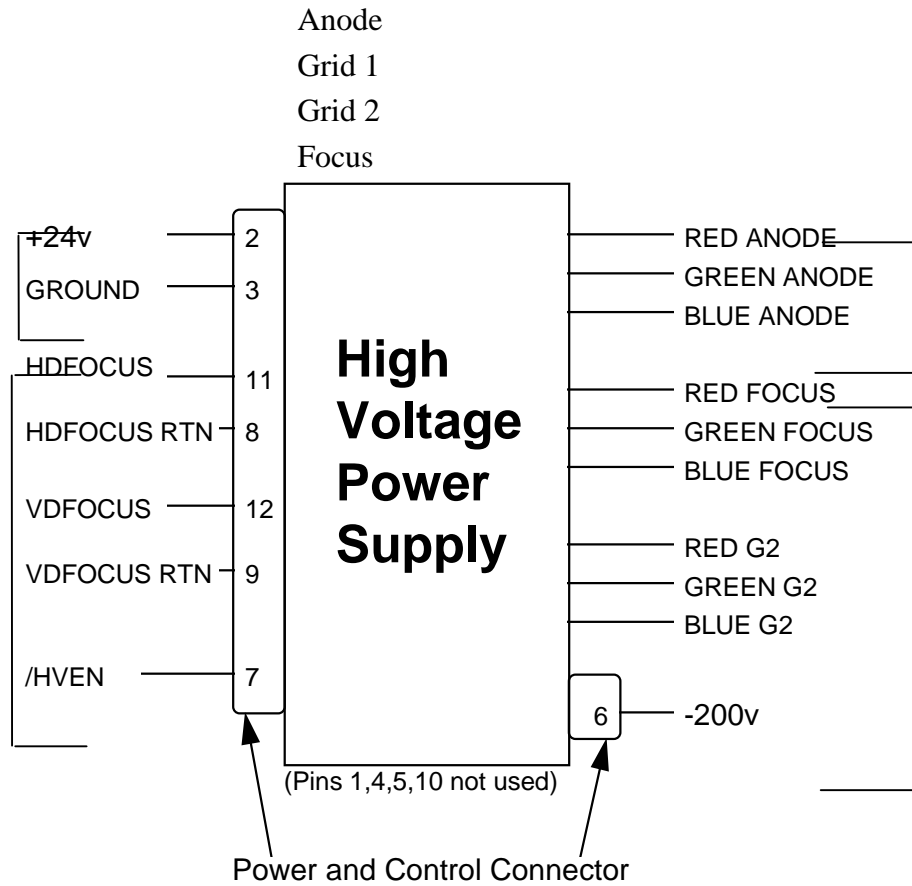 Anode
Grid 1
Grid 2
Focus
+24v
2
GROUND
3
HDFOCUS
11
HDFOCUS RTN
8
VDFOCUS
12
VDFOCUS RTN
9
/HVEN
7
High
Voltage
Power
Supply
RED ANODE
GREEN ANODE
BLUE ANODE
RED FOCUS
GREEN FOCUS
BLUE FOCUS
RED G2
GREEN G2
BLUE G2
6
-200v
(Pins 1,4,5,10 not used)
Power and Control Connector